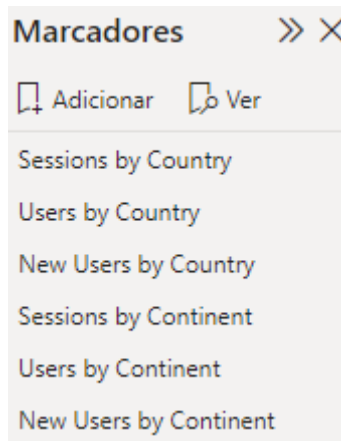 Marcadores
Adicionar Ver
Sessions by Country
Users by Country
New Users by Country
Sessions by Continent
Users by Continent
New Users by Continent